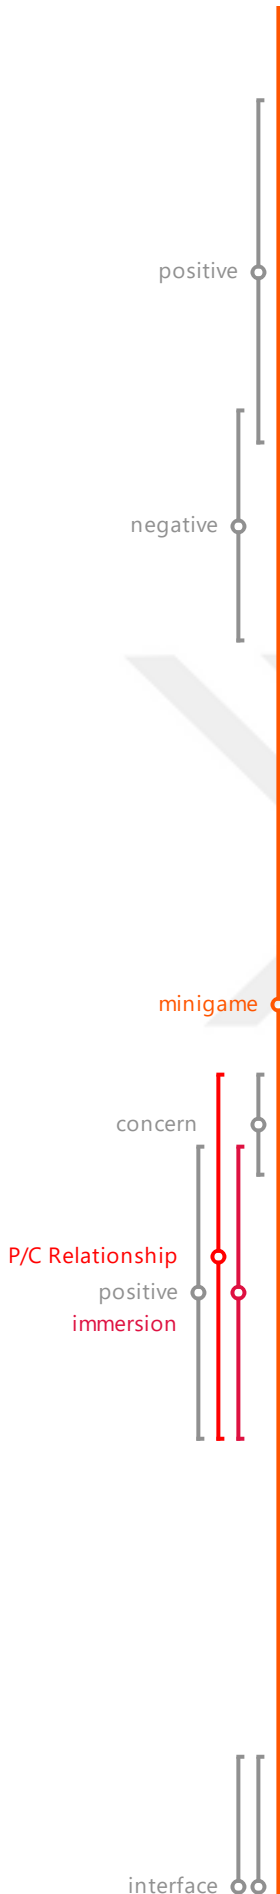 positive
negative
minigame
concern
P/C Relationship
positive
immersion
interface